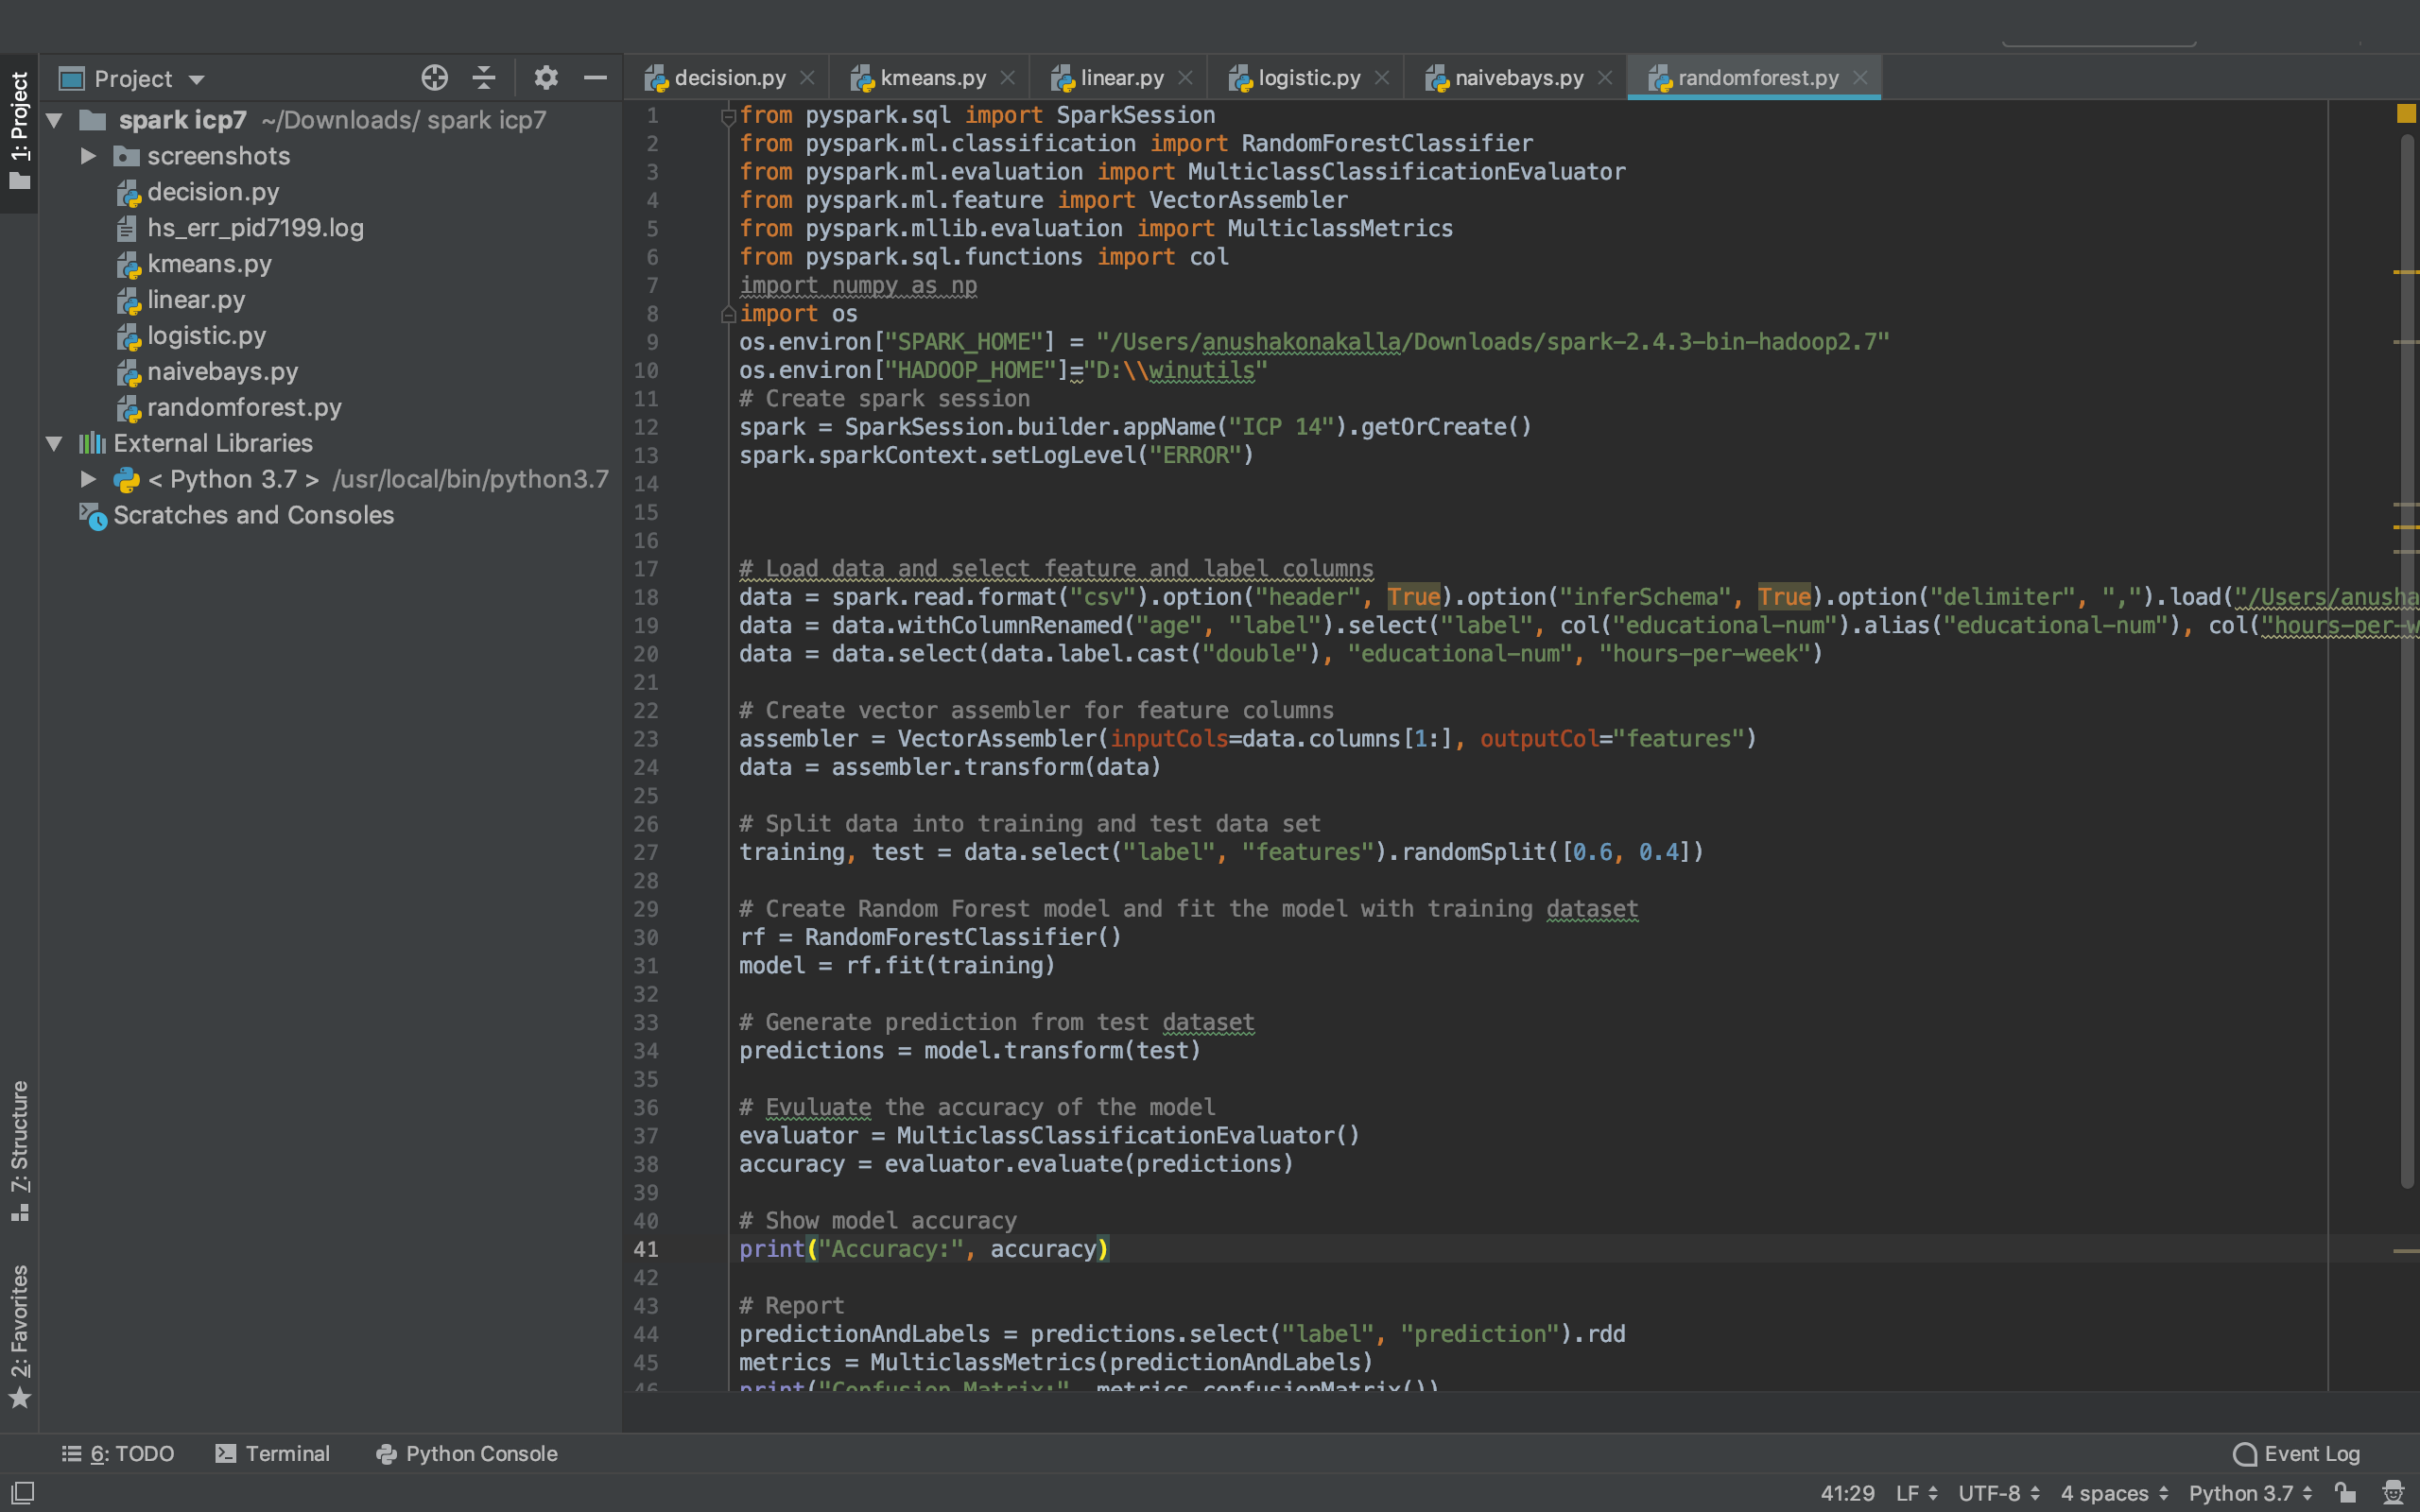 Project
decision.py
kmeans.py
linear.py
logistic.py
naivebays.py
randomforest.py
1: Project
spark icp7 ~/Downloads/ spark icp7
screenshots
decision.py
hs_err_pid7199.log
kmeans.py
linear.py
logistic.py
naivebays.py
randomforest.py
External Libraries
< Python 3.7 > /usr/local/bin/python3.7
Scratches and Consoles
7: Structure
2: Favorites
1 from pyspark.sql import SparkSession
2 from pyspark.ml.classification import RandomForestClassifier
3 from pyspark.ml.evaluation import MulticlassClassificationEvaluator
4 from pyspark.ml.feature import VectorAssembler
5 from pyspark.mllib.evaluation import MulticlassMetrics
6 from pyspark.sql.functions import col
7 import numpy as np
8 import os
9 os.environ["SPARK_HOME"] = "/Users/anushakonakalla/Downloads/spark-2.4.3-bin-hadoop2.7"
10 os.environ["HADOOP_HOME"]="D:\\winutils"
11 # Create spark session
12 spark = SparkSession.builder.appName("ICP 14").getOrCreate()
13 spark.sparkContext.setLogLevel("ERROR")
14
15
16
17 # Load data and select feature and label columns
18 data = spark.read.format("csv").option("header", True).option("inferSchema", True).option("delimiter", ",").load("/Users/anusha
19 data = data.withColumnRenamed("age", "label").select("label", col("educational-num").alias("educational-num"), col("hours-per-w
20 data = data.select(data.label.cast("double"), "educational-num", "hours-per-week")
21
22 # Create vector assembler for feature columns
23 assembler = VectorAssembler(inputCols=data.columns[1:], outputCol="features")
24 data = assembler.transform(data)
25
26 # Split data into training and test data set
27 training, test = data.select("label", "features").randomSplit([0.6, 0.4])
28
29 # Create Random Forest model and fit the model with training dataset
30 rf = RandomForestClassifier()
31 model = rf.fit(training)
32
33 # Generate prediction from test dataset
34 predictions = model.transform(test)
35
36 # Evuluate the accuracy of the model
37 evaluator = MulticlassClassificationEvaluator()
38 accuracy = evaluator.evaluate(predictions)
39
40 # Show model accuracy
41 print("Accuracy:", accuracy)
42
43 # Report
44 predictionAndLabels = predictions.select("label", "prediction").rdd
45 metrics = MulticlassMetrics(predictionAndLabels)
46 print("Confusion Matrix:", metrics.confusionMatrix())
6: TODO
Terminal
Python Console
Event Log
41:29 LF UTF-8 4 spaces Python 3.7